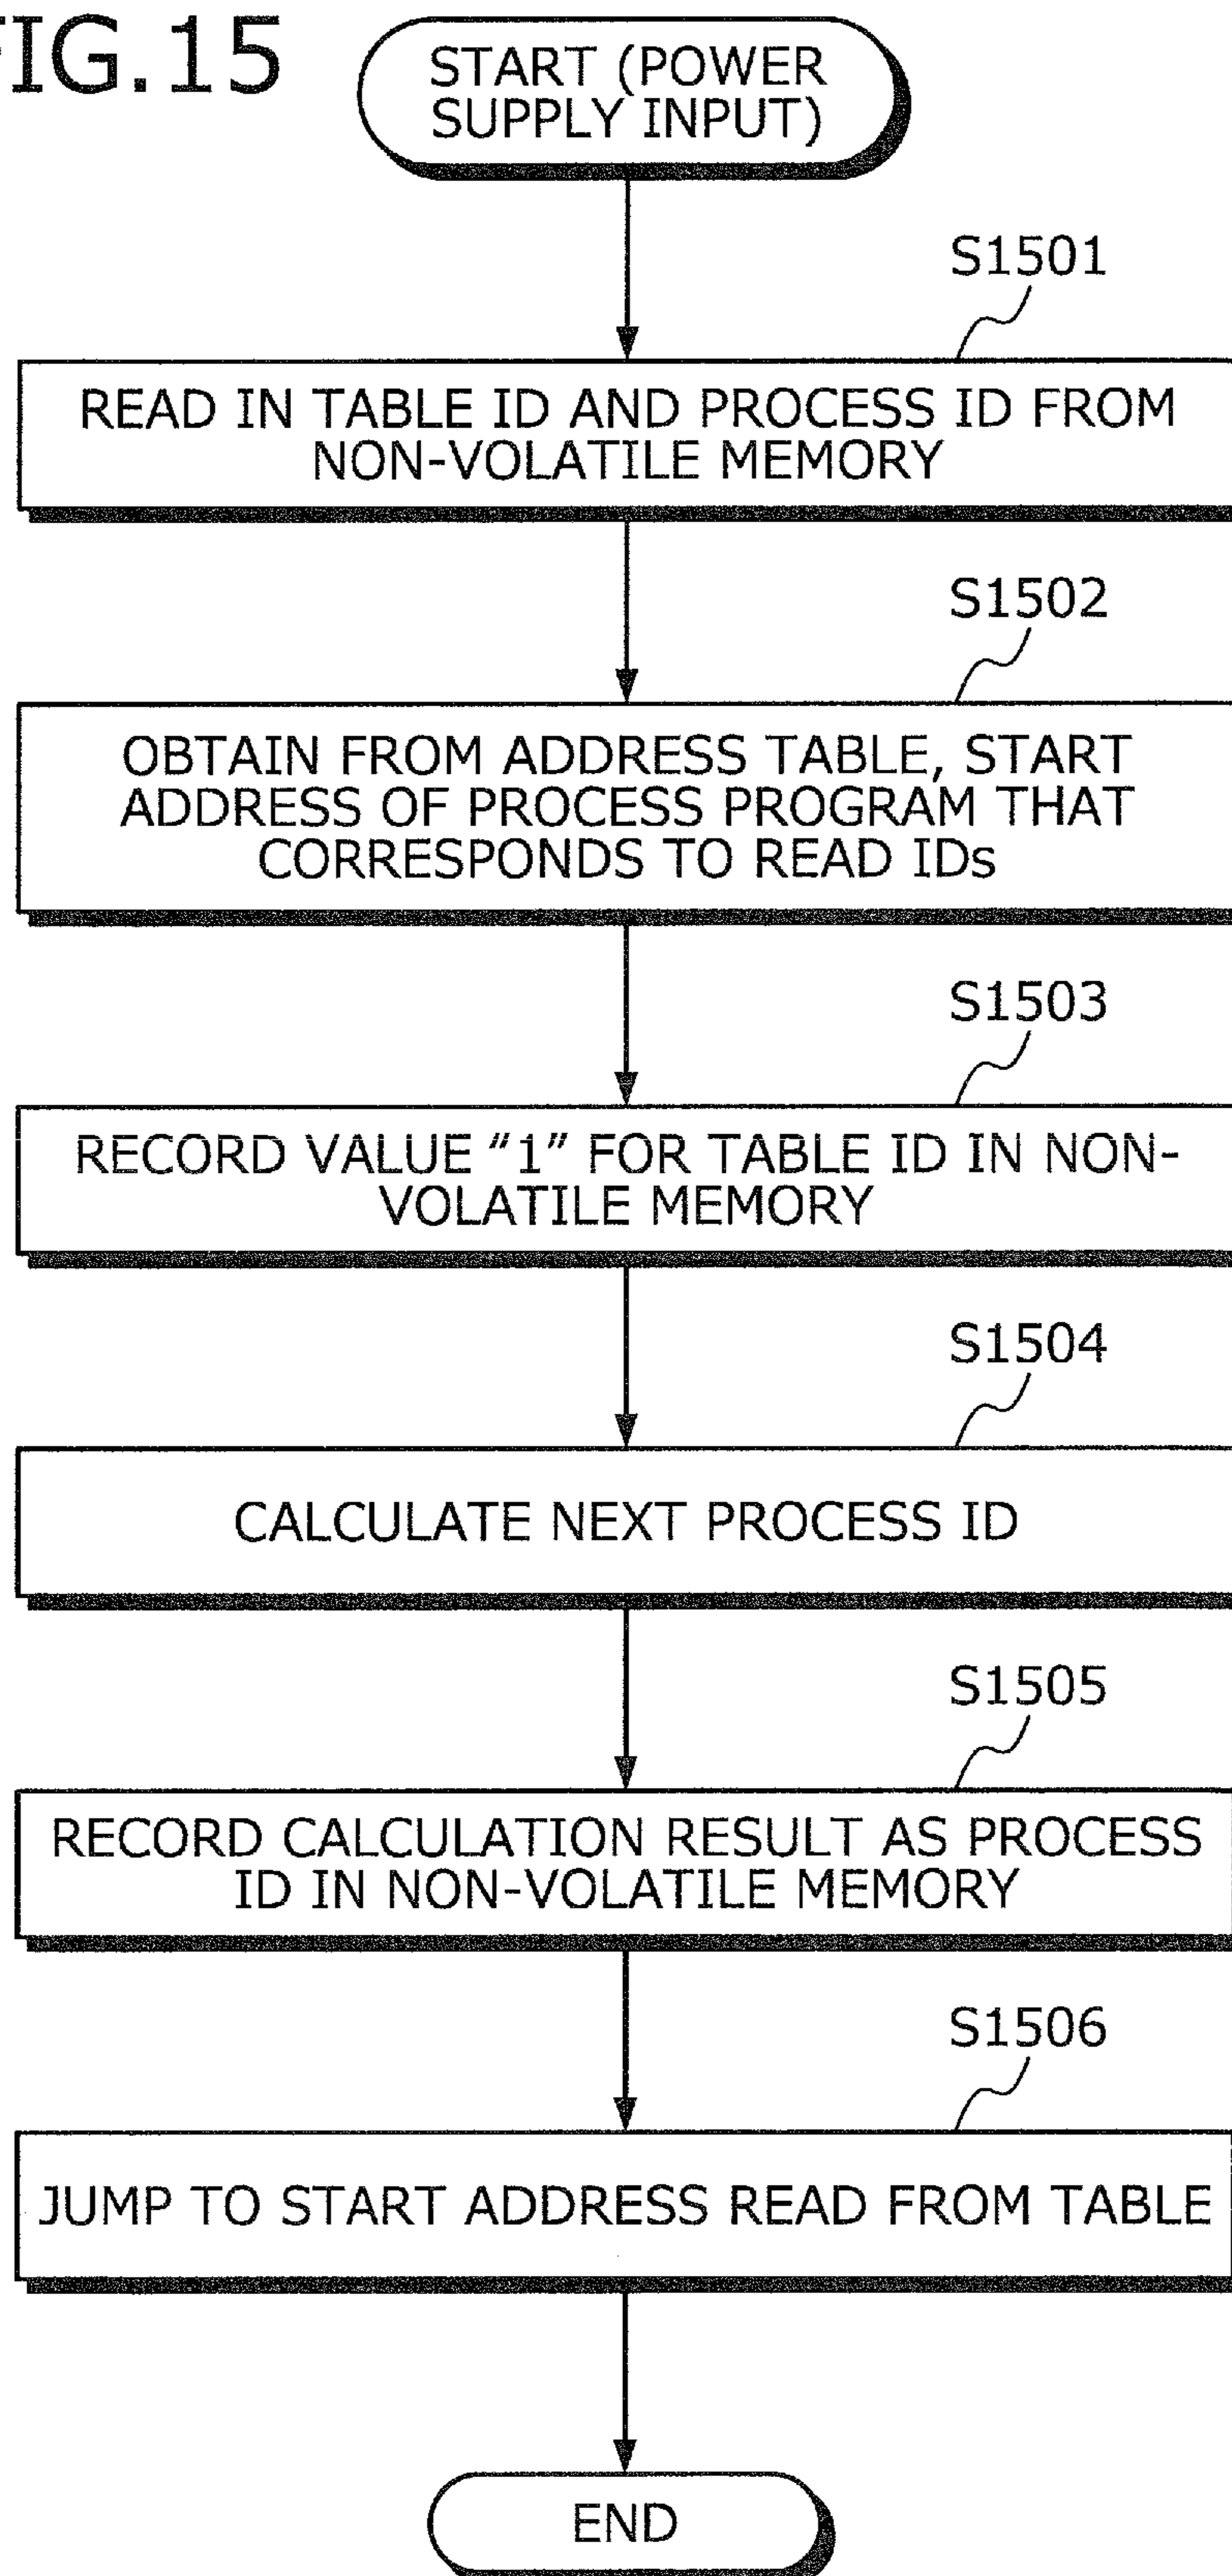 FIG.15
START (POWER
SUPPLY INPUT)
S1501
READ IN TABLE ID AND PROCESS ID FROM
NON-VOLATILE MEMORY
S1502
OBTAIN FROM ADDRESS TABLE, START
ADDRESS OF PROCESS PROGRAM THAT
CORRESPONDS TO READ IDs
S1503
RECORD VALUE “1” FOR TABLE ID IN NON-
VOLATILE MEMORY
S1504
CALCULATE NEXT PROCESS ID
S1505
RECORD CALCULATION RESULT AS PROCESS
ID IN NON-VOLATILE MEMORY
S1506
JUMP TO START ADDRESS READ FROM TABLE
END